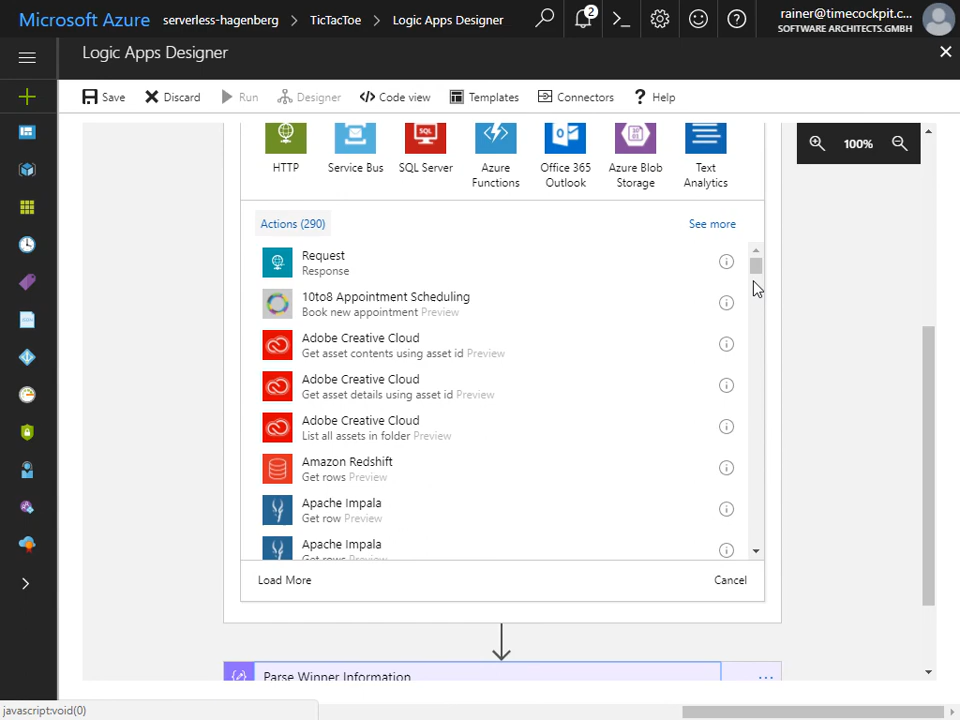 Microsoft Azure serverless-hagenberg > TicTacToe > Logic Apps Designer 2 rainer@timecockpit.c...
SOFTWARE ARCHITECTS.GMBH
Logic Apps Designer
Save Discard Run Designer Code view Templates Connectors Help
100%
HTTP Service Bus SQL Server Azure Functions Office 365 Outlook Azure Blob Storage Text Analytics
Actions (290) See more
Request
Response
10to8 Appointment Scheduling
Book new appointment Preview
Adobe Creative Cloud
Get asset contents using asset id Preview
Adobe Creative Cloud
Get asset details using asset id Preview
Adobe Creative Cloud
List all assets in folder Preview
Amazon Redshift
Get rows Preview
Apache Impala
Get row Preview
Apache Impala
Get rows Preview
Load More Cancel
Parse Winner Information ...
javascript:void(0)